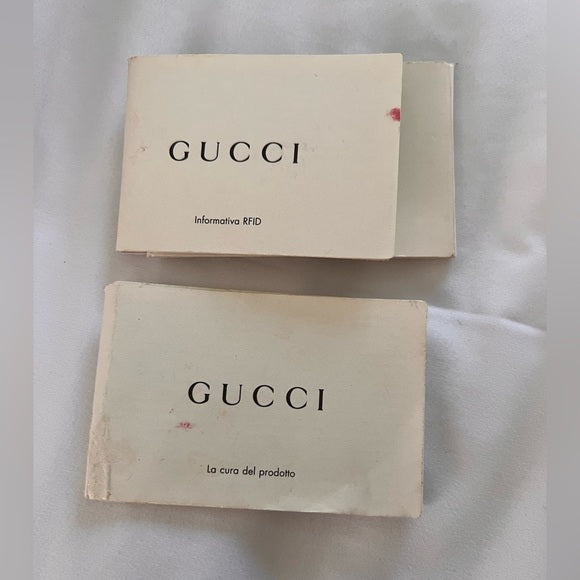 GUCCI
Informativa RFID
GUCCI
La cura del prodotto